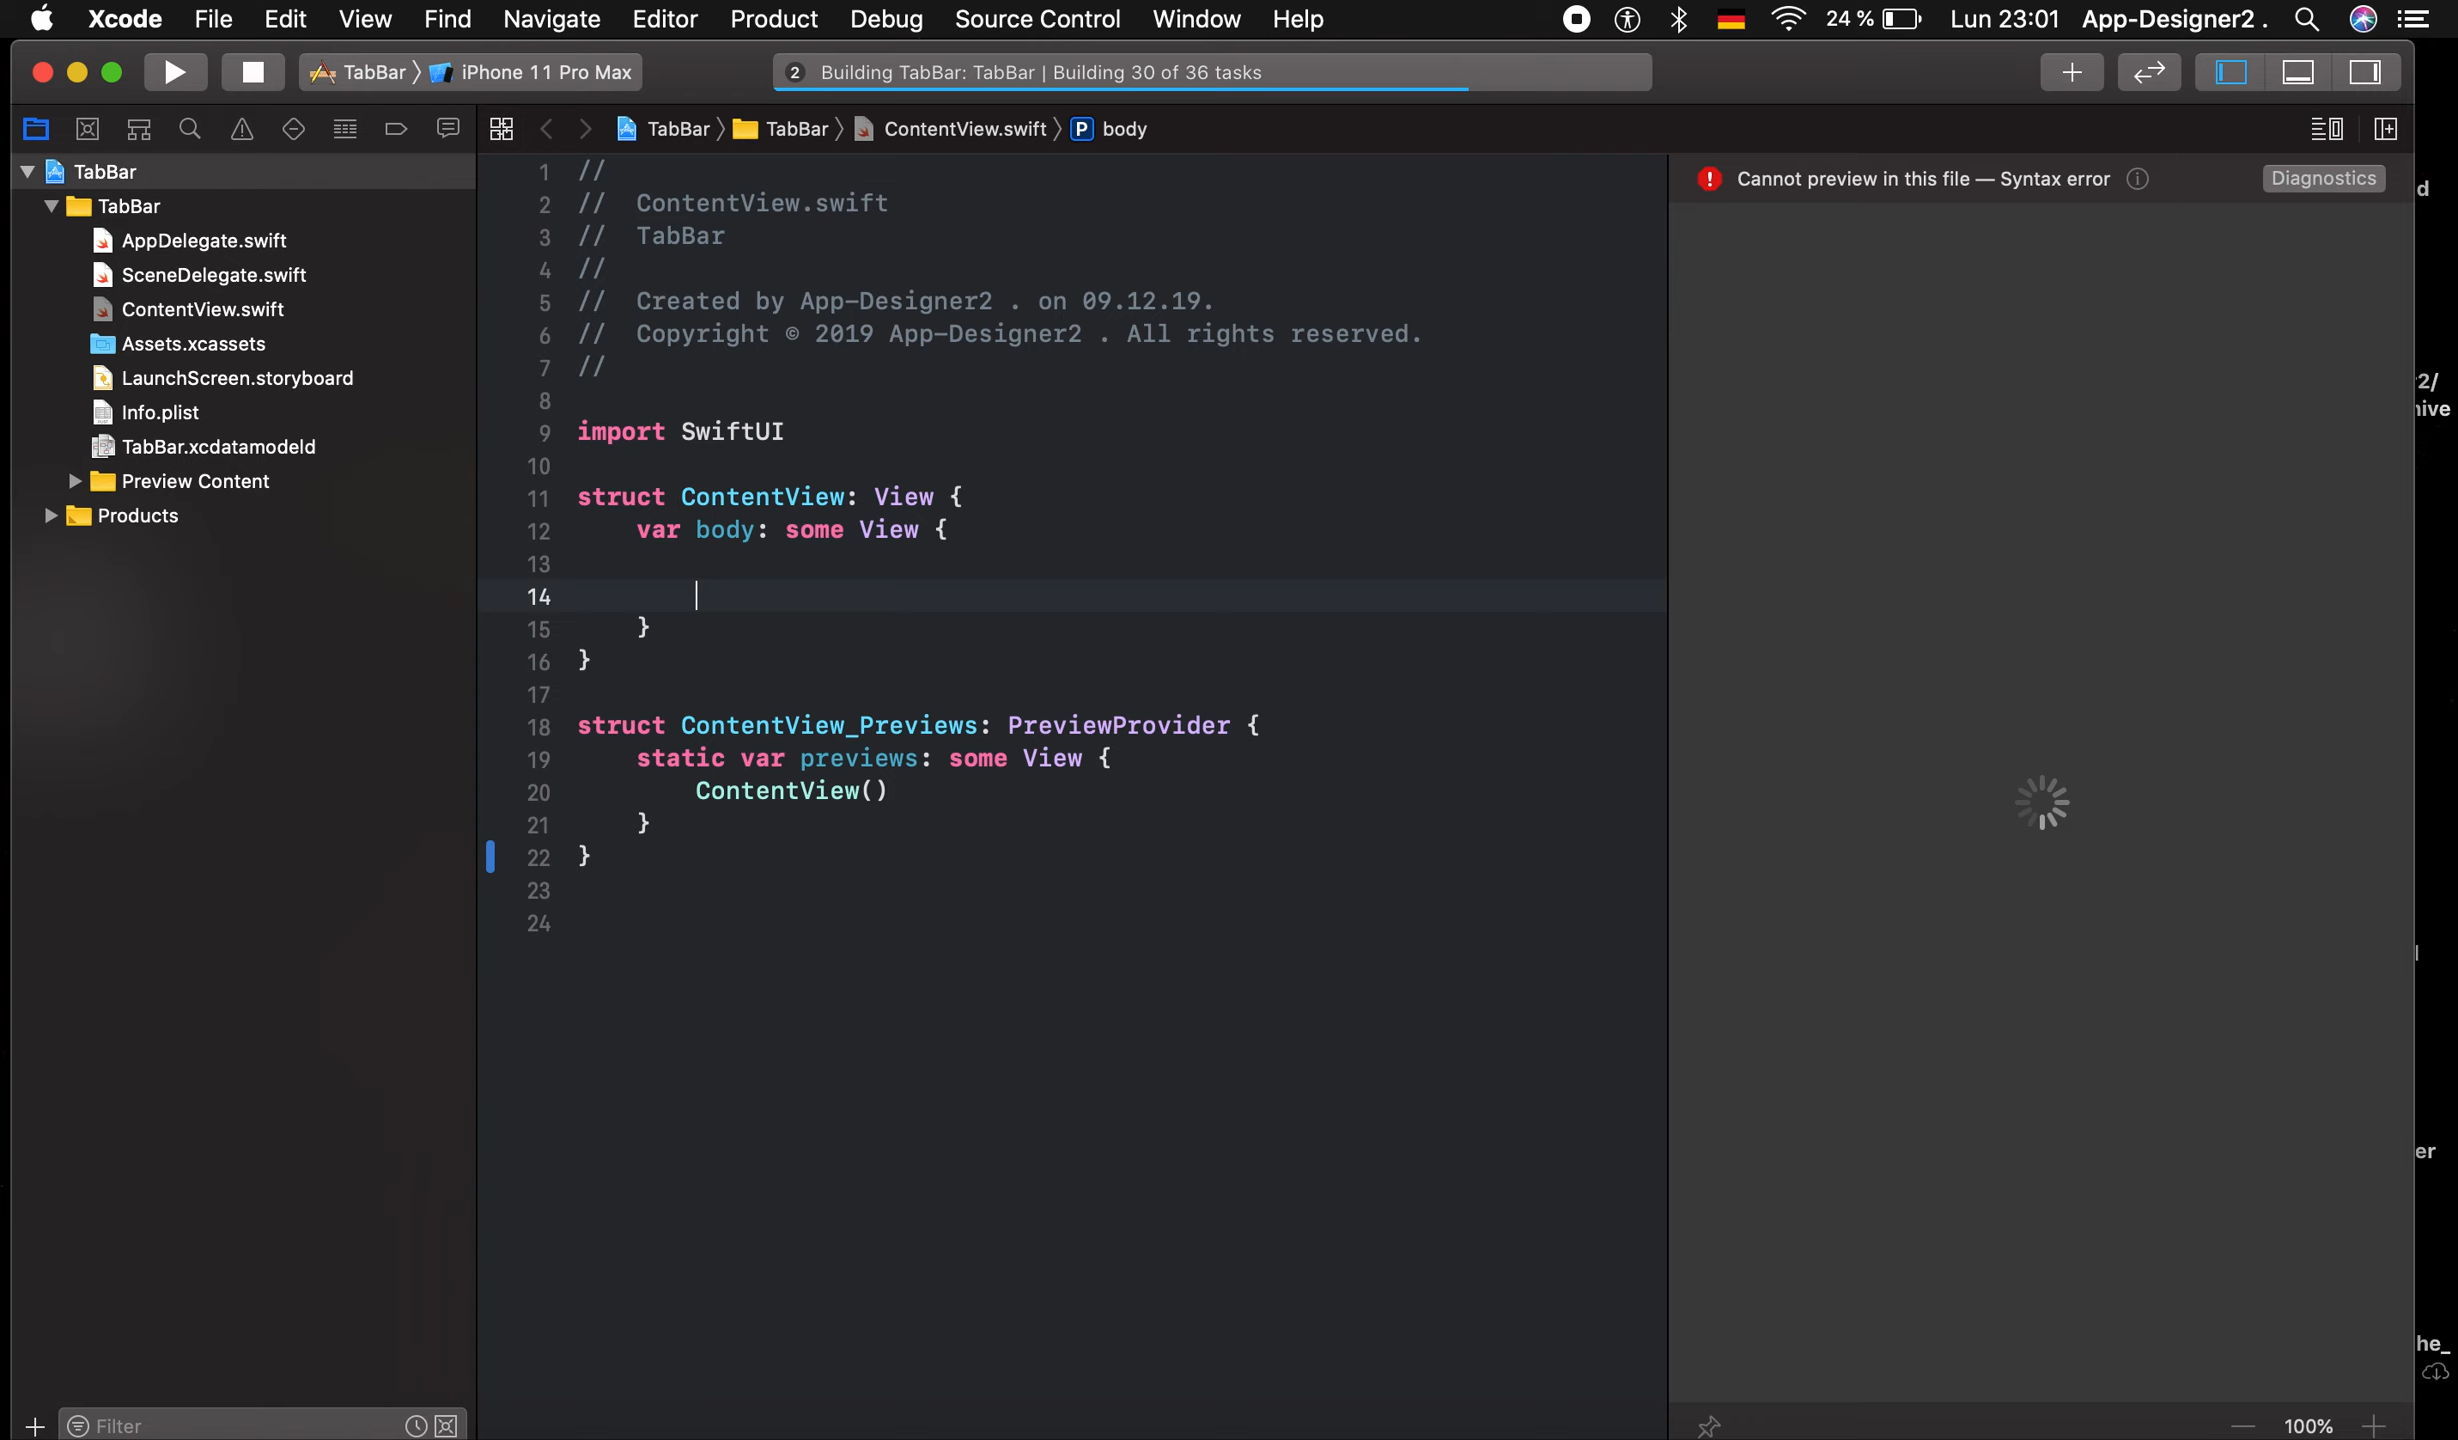 Xcode File Edit View Find Navigate Editor Product Debug Source Control Window Help 24 % Lun 23:01 App-Designer2 .
TabBar 〉 iPhone 11 Pro Max 2 Building TabBar: TabBar | Building 30 of 36 tasks
TabBar 〉 TabBar 〉 ContentView.swift 〉 P body
TabBar
TabBar
AppDelegate.swift
SceneDelegate.swift
ContentView.swift
Assets.xcassets
LaunchScreen.storyboard
Info.plist
TabBar.xcdatamodeld
Preview Content
Products
Filter
1 //
2 // ContentView.swift
3 // TabBar
4 //
5 // Created by App-Designer2 . on 09.12.19.
6 // Copyright © 2019 App-Designer2 . All rights reserved.
7 //
8
9 import SwiftUI
10
11 struct ContentView: View {
12 var body: some View {
13
14
15 }
16 }
17
18 struct ContentView_Previews: PreviewProvider {
19 static var previews: some View {
20 ContentView()
21 }
22 }
23
24
Cannot preview in this file — Syntax error Diagnostics
100%
d
2/
ive
er
he_